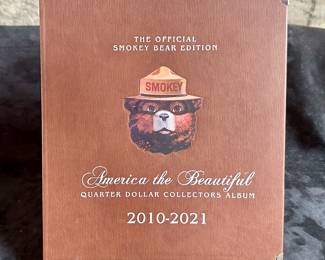 THE OFFICIAL
SMOKEY BEAR EDITION
SMOKEY
America the Beautiful
QUARTER DOLLAR COLLECTORS ALBUM
2010-2021